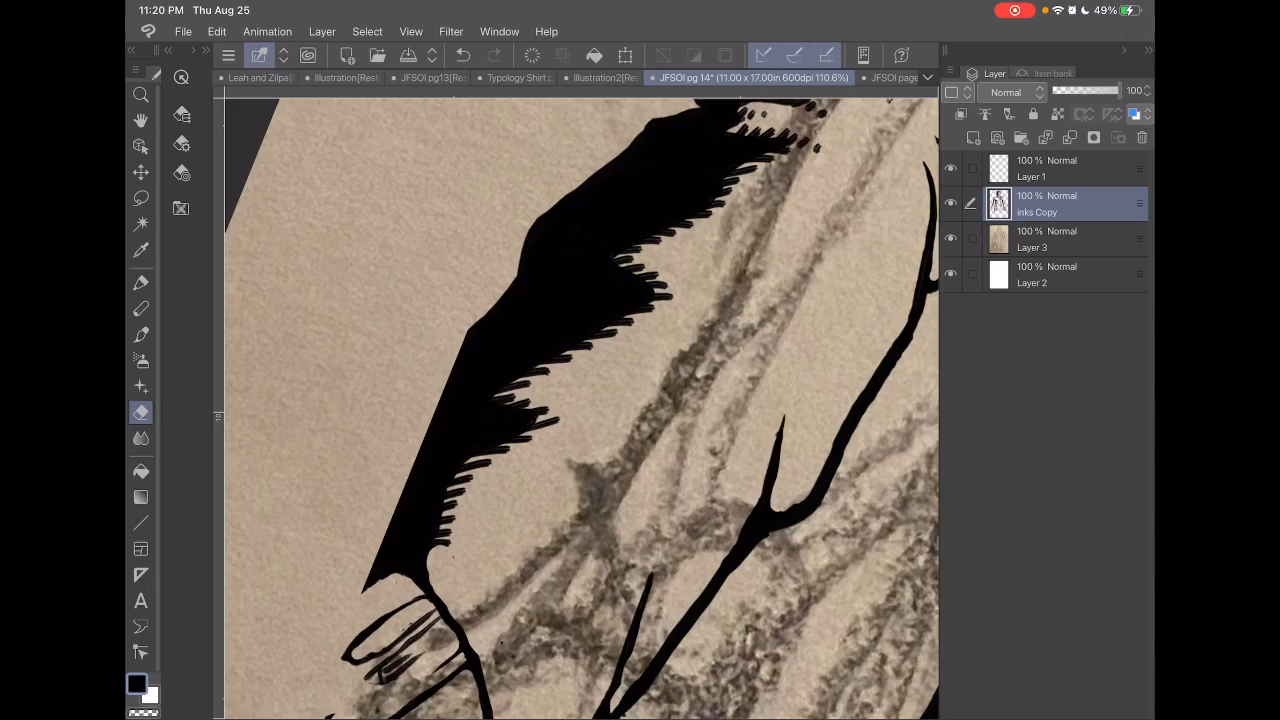 11:20 PM Thu Aug 25
49%
File Edit Animation Layer Select View Filter Window Help
Leah and Zilpa[ Illustration[Rest JFSOI pg13[Re Typology Shirt. Illustration2[Res JFSOI pg 14* (11.00 x 17.00in 600dpi 110.6%) JFSOI page
Layer Item bank
Normal 100
100 % Normal
Layer 1
100 % Normal
inks Copy
100 % Normal
Layer 3
100 % Normal
Layer 2